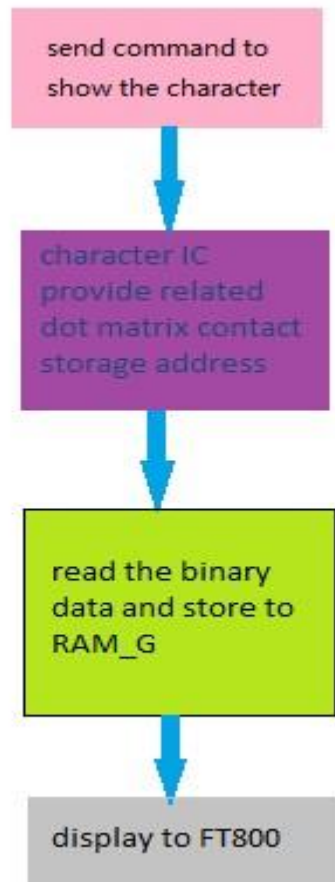 send command to
show the character
character IC
provide related
dot matrix contact
storage address
read the binary
data and store to
RAM_G
display to FT800